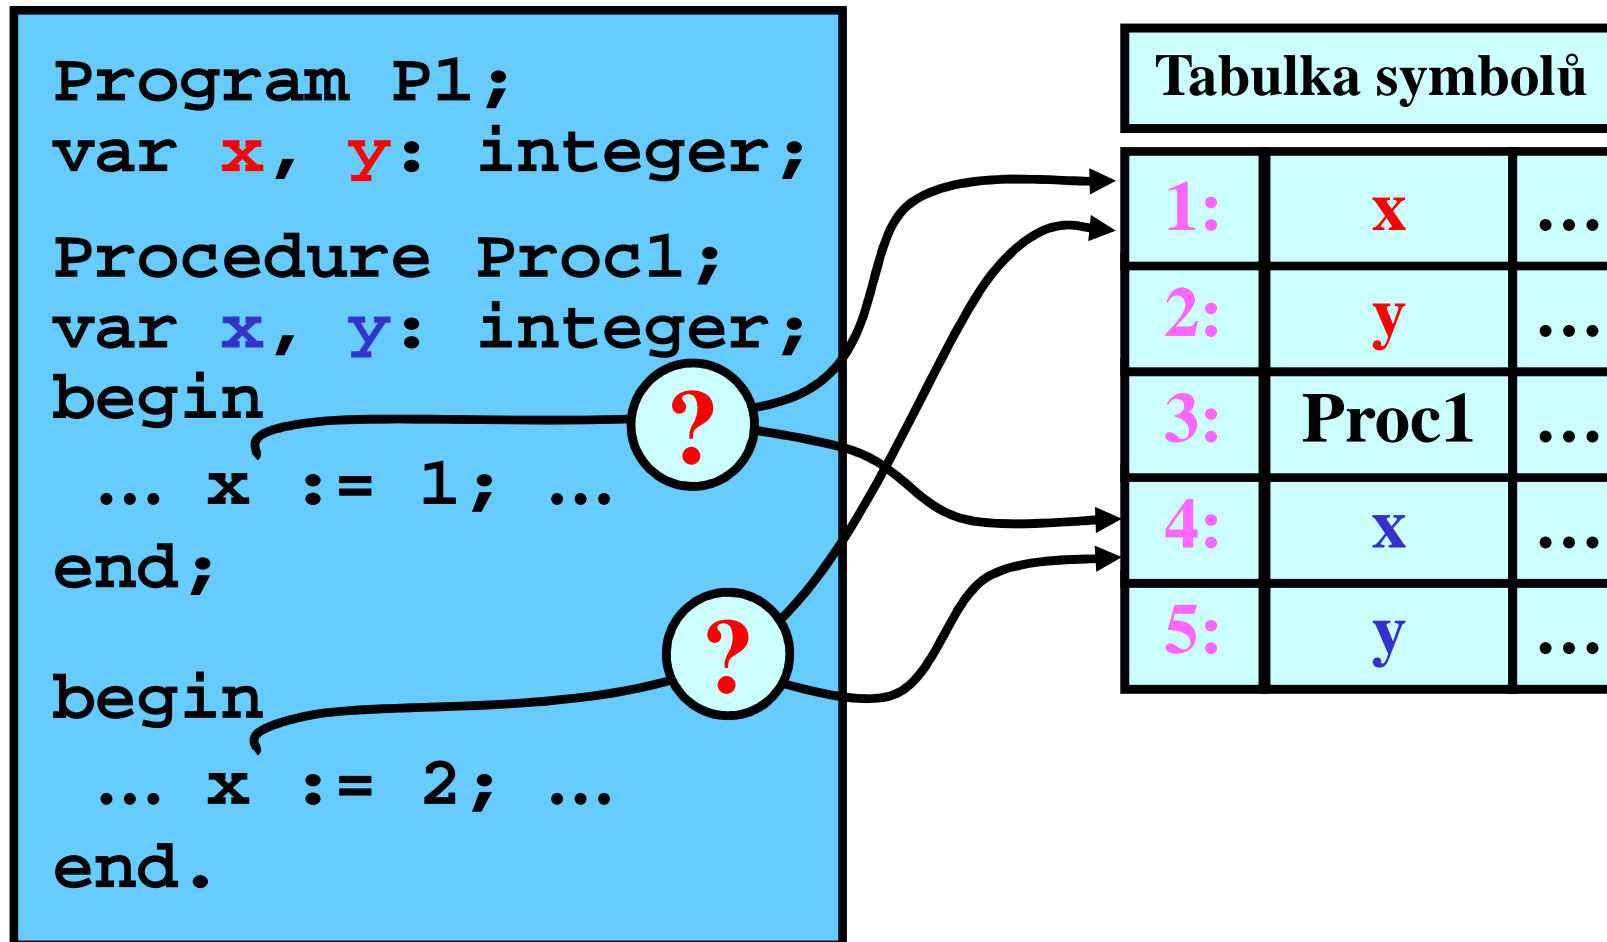 Program P1;
var x, y: integer;
Procedure Proc1;
var x, y: integer;
begin
?
… x := 1; …
end;
?
begin
… x := 2; …
end.
Tabulka symbolů
1: x …
2: y …
3: Proc1 …
4: x …
5: y …